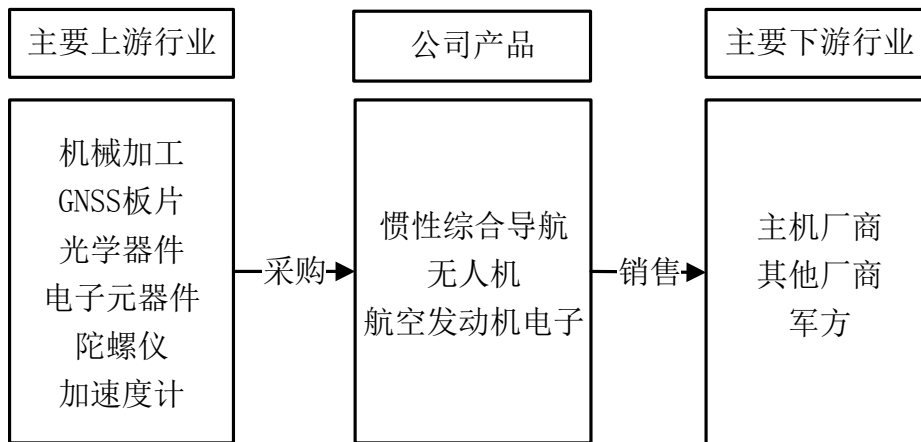 主要上游行业
公司产品
主要下游行业
机械加工
GNSS板片
光学器件
电子元器件
陀螺仪
加速度计
采购
惯性综合导航
无人机
航空发动机电子
销售
主机厂商
其他厂商
军方